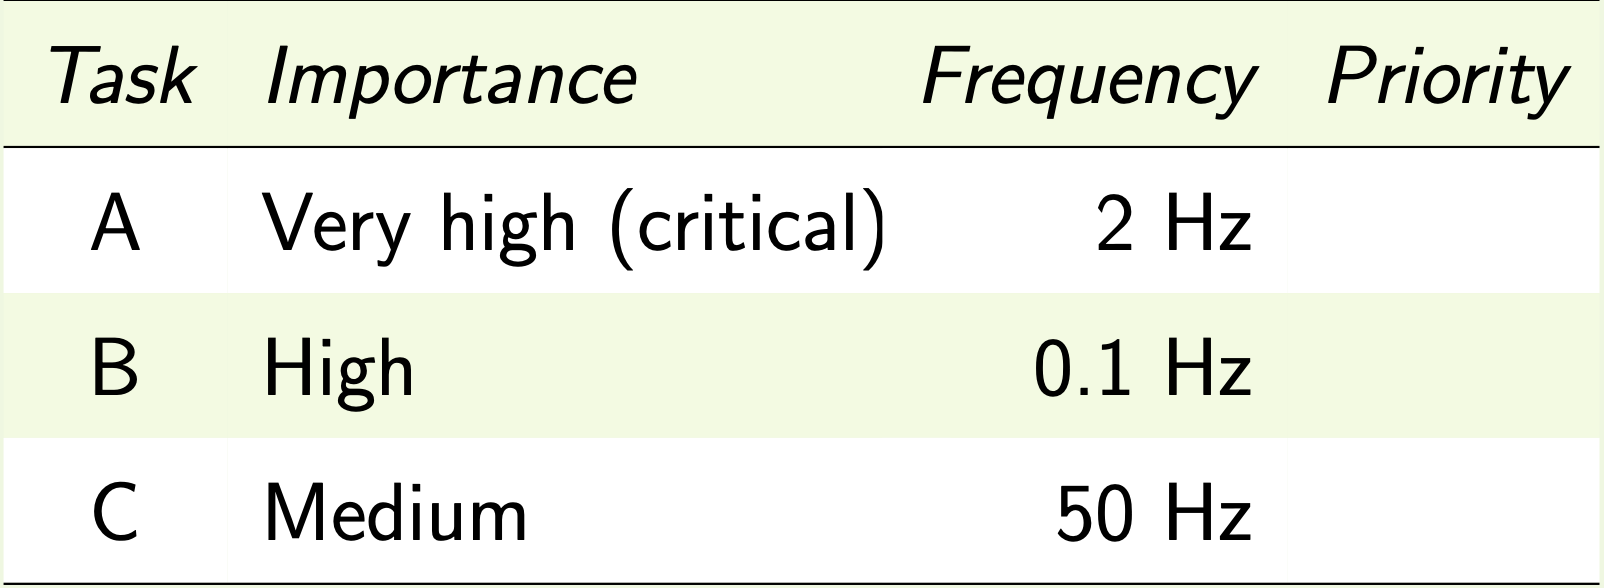 Task Importance Frequency Priority
A Very high (critical) 2 Hz
B High 0.1 Hz
C Medium 50 Hz